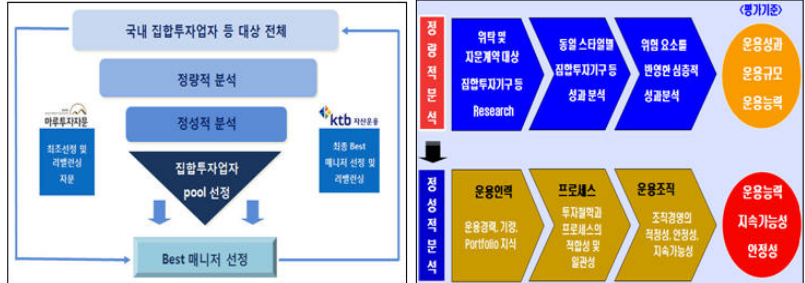 국내 집합투자업자 등 대상 전체
정량적 분석
정성적 분석
마루투자자문
최초선정 및
리밸런싱
자문
집합투자업자
pool 선정
ktb 자산운용
최종 Best
매니저 선정 및
리밸런싱
Best 매니저 선정
<평가기준>
정량적분석
위탁 및
자문계약 대상
집합투자기구 등
Research
동일 스타일별
집합투자기구 등
성과 분석
위험 요소를
반영한 심층적
성과분석
운용성과
운용규모
운용능력
정성적분석
운용인력
운용경력, 기강,
Portfolio 지식
프로세스
투자철학과
프로세스의
적합성 및
일관성
운용조직
조직경영의
적정성, 안정성,
지속가능성
운용능력
지속가능성
안정성